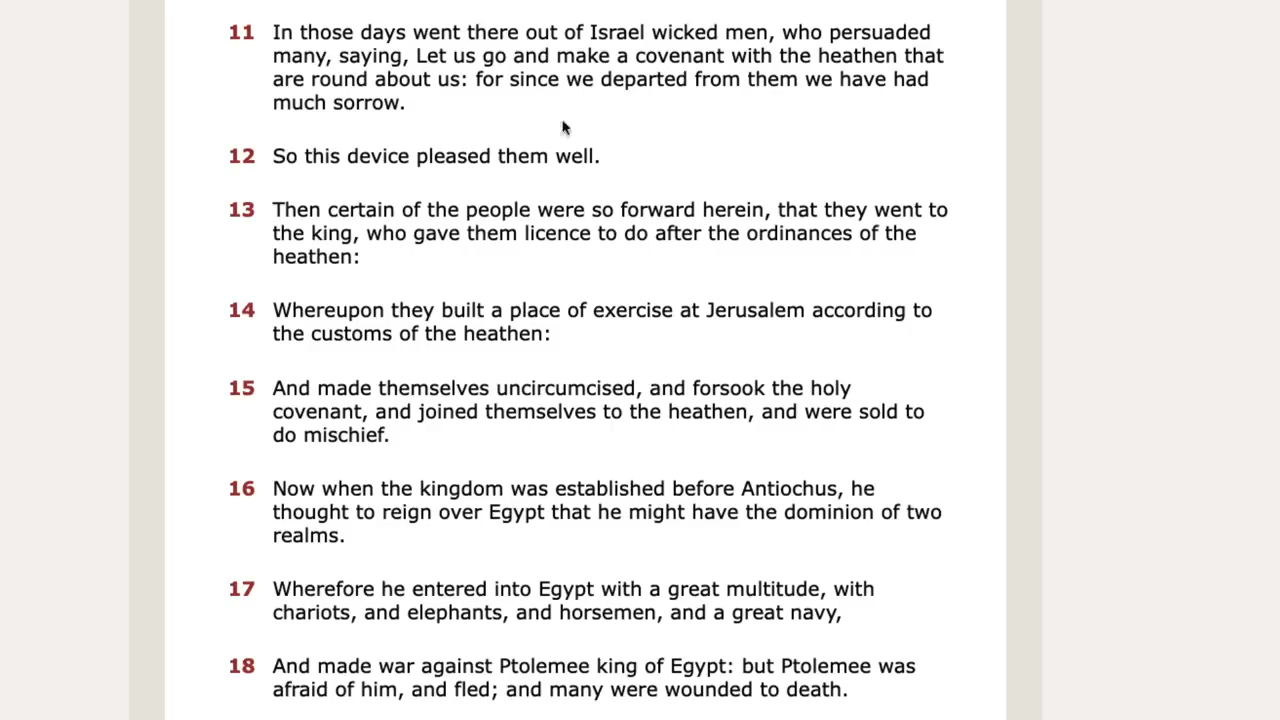 11 In those days went there out of Israel wicked men, who persuaded
many, saying, Let us go and make a covenant with the heathen that
are round about us: for since we departed from them we have had
much sorrow.
12 So this device pleased them well.
13 Then certain of the people were so forward herein, that they went to
the king, who gave them licence to do after the ordinances of the
heathen:
14 Whereupon they built a place of exercise at Jerusalem according to
the customs of the heathen:
15 And made themselves uncircumcised, and forsook the holy
covenant, and joined themselves to the heathen, and were sold to
do mischief.
16 Now when the kingdom was established before Antiochus, he
thought to reign over Egypt that he might have the dominion of two
realms.
17 Wherefore he entered into Egypt with a great multitude, with
chariots, and elephants, and horsemen, and a great navy,
18 And made war against Ptolemee king of Egypt: but Ptolemee was
afraid of him, and fled; and many were wounded to death.